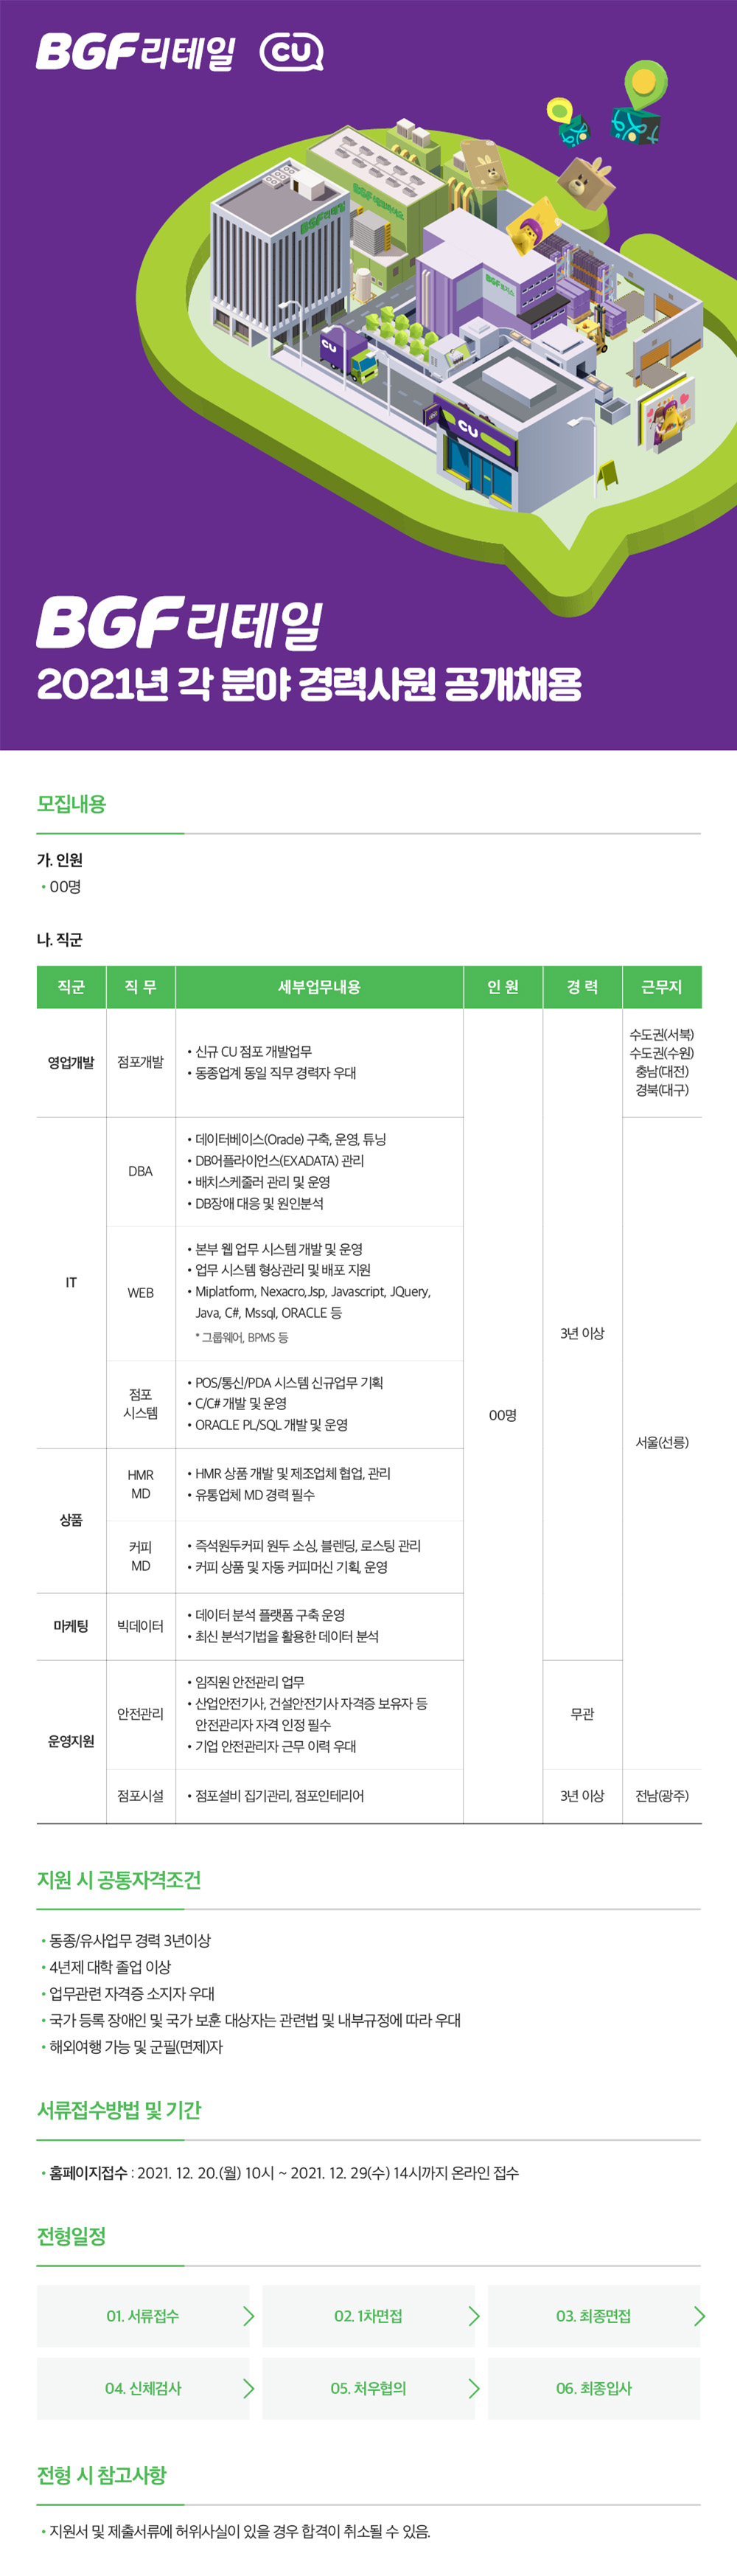 BGF리테일 CU
BGF리테일
BGF
CU
CU
BGF리테일
2021년 각 분야 경력사원 공개채용
모집내용
가. 인원
• 00명
나. 직군
직군 직 무 세부업무내용 인 원 경 력 근무지
영업개발 점포개발
• 신규 CU 점포 개발업무
• 동종업계 동일 직무 경력자 우대
수도권(서북)
수도권(수원)
충남(대전)
경북(대구)
IT
DBA
• 데이터베이스(Oracle) 구축, 운영, 튜닝
• DB어플라이언스(EXADATA) 관리
• 배치스케줄러 관리 및 운영
• DB장애 대응 및 원인분석
WEB
• 본부 웹 업무 시스템 개발 및 운영
• 업무 시스템 형상관리 및 배포 지원
• Miplatform, Nexacro,Jsp, Javascript, JQuery,
Java, C#, Mssql, ORACLE 등
* 그룹웨어, BPMS 등
3년 이상
점포
시스템
• POS/통신/PDA 시스템 신규업무 기획
• C/C# 개발 및 운영
• ORACLE PL/SQL 개발 및 운영
00명
서울(선릉)
상품
HMR
MD
• HMR 상품 개발 및 제조업체 협업, 관리
• 유통업체 MD 경력 필수
커피
MD
• 즉석원두커피 원두 소싱, 블렌딩, 로스팅 관리
• 커피 상품 및 자동 커피머신 기획, 운영
마케팅 빅데이터
• 데이터 분석 플랫폼 구축 운영
• 최신 분석기법을 활용한 데이터 분석
운영지원
안전관리
• 임직원 안전관리 업무
• 산업안전기사, 건설안전기사 자격증 보유자 등
안전관리자 자격 인정 필수
• 기업 안전관리자 근무 이력 우대
무관
점포시설 • 점포설비 집기관리, 점포인테리어 3년 이상 전남(광주)
지원 시 공통자격조건
• 동종/유사업무 경력 3년이상
• 4년제 대학 졸업 이상
• 업무관련 자격증 소지자 우대
• 국가 등록 장애인 및 국가 보훈 대상자는 관련법 및 내부규정에 따라 우대
• 해외여행 가능 및 군필(면제)자
서류접수방법 및 기간
• 홈페이지접수 : 2021. 12. 20.(월) 10시 ~ 2021. 12. 29(수) 14시까지 온라인 접수
전형일정
01. 서류접수
02. 1차면접
03. 최종면접
04. 신체검사
05. 처우협의
06. 최종입사
전형 시 참고사항
• 지원서 및 제출서류에 허위사실이 있을 경우 합격이 취소될 수 있음.